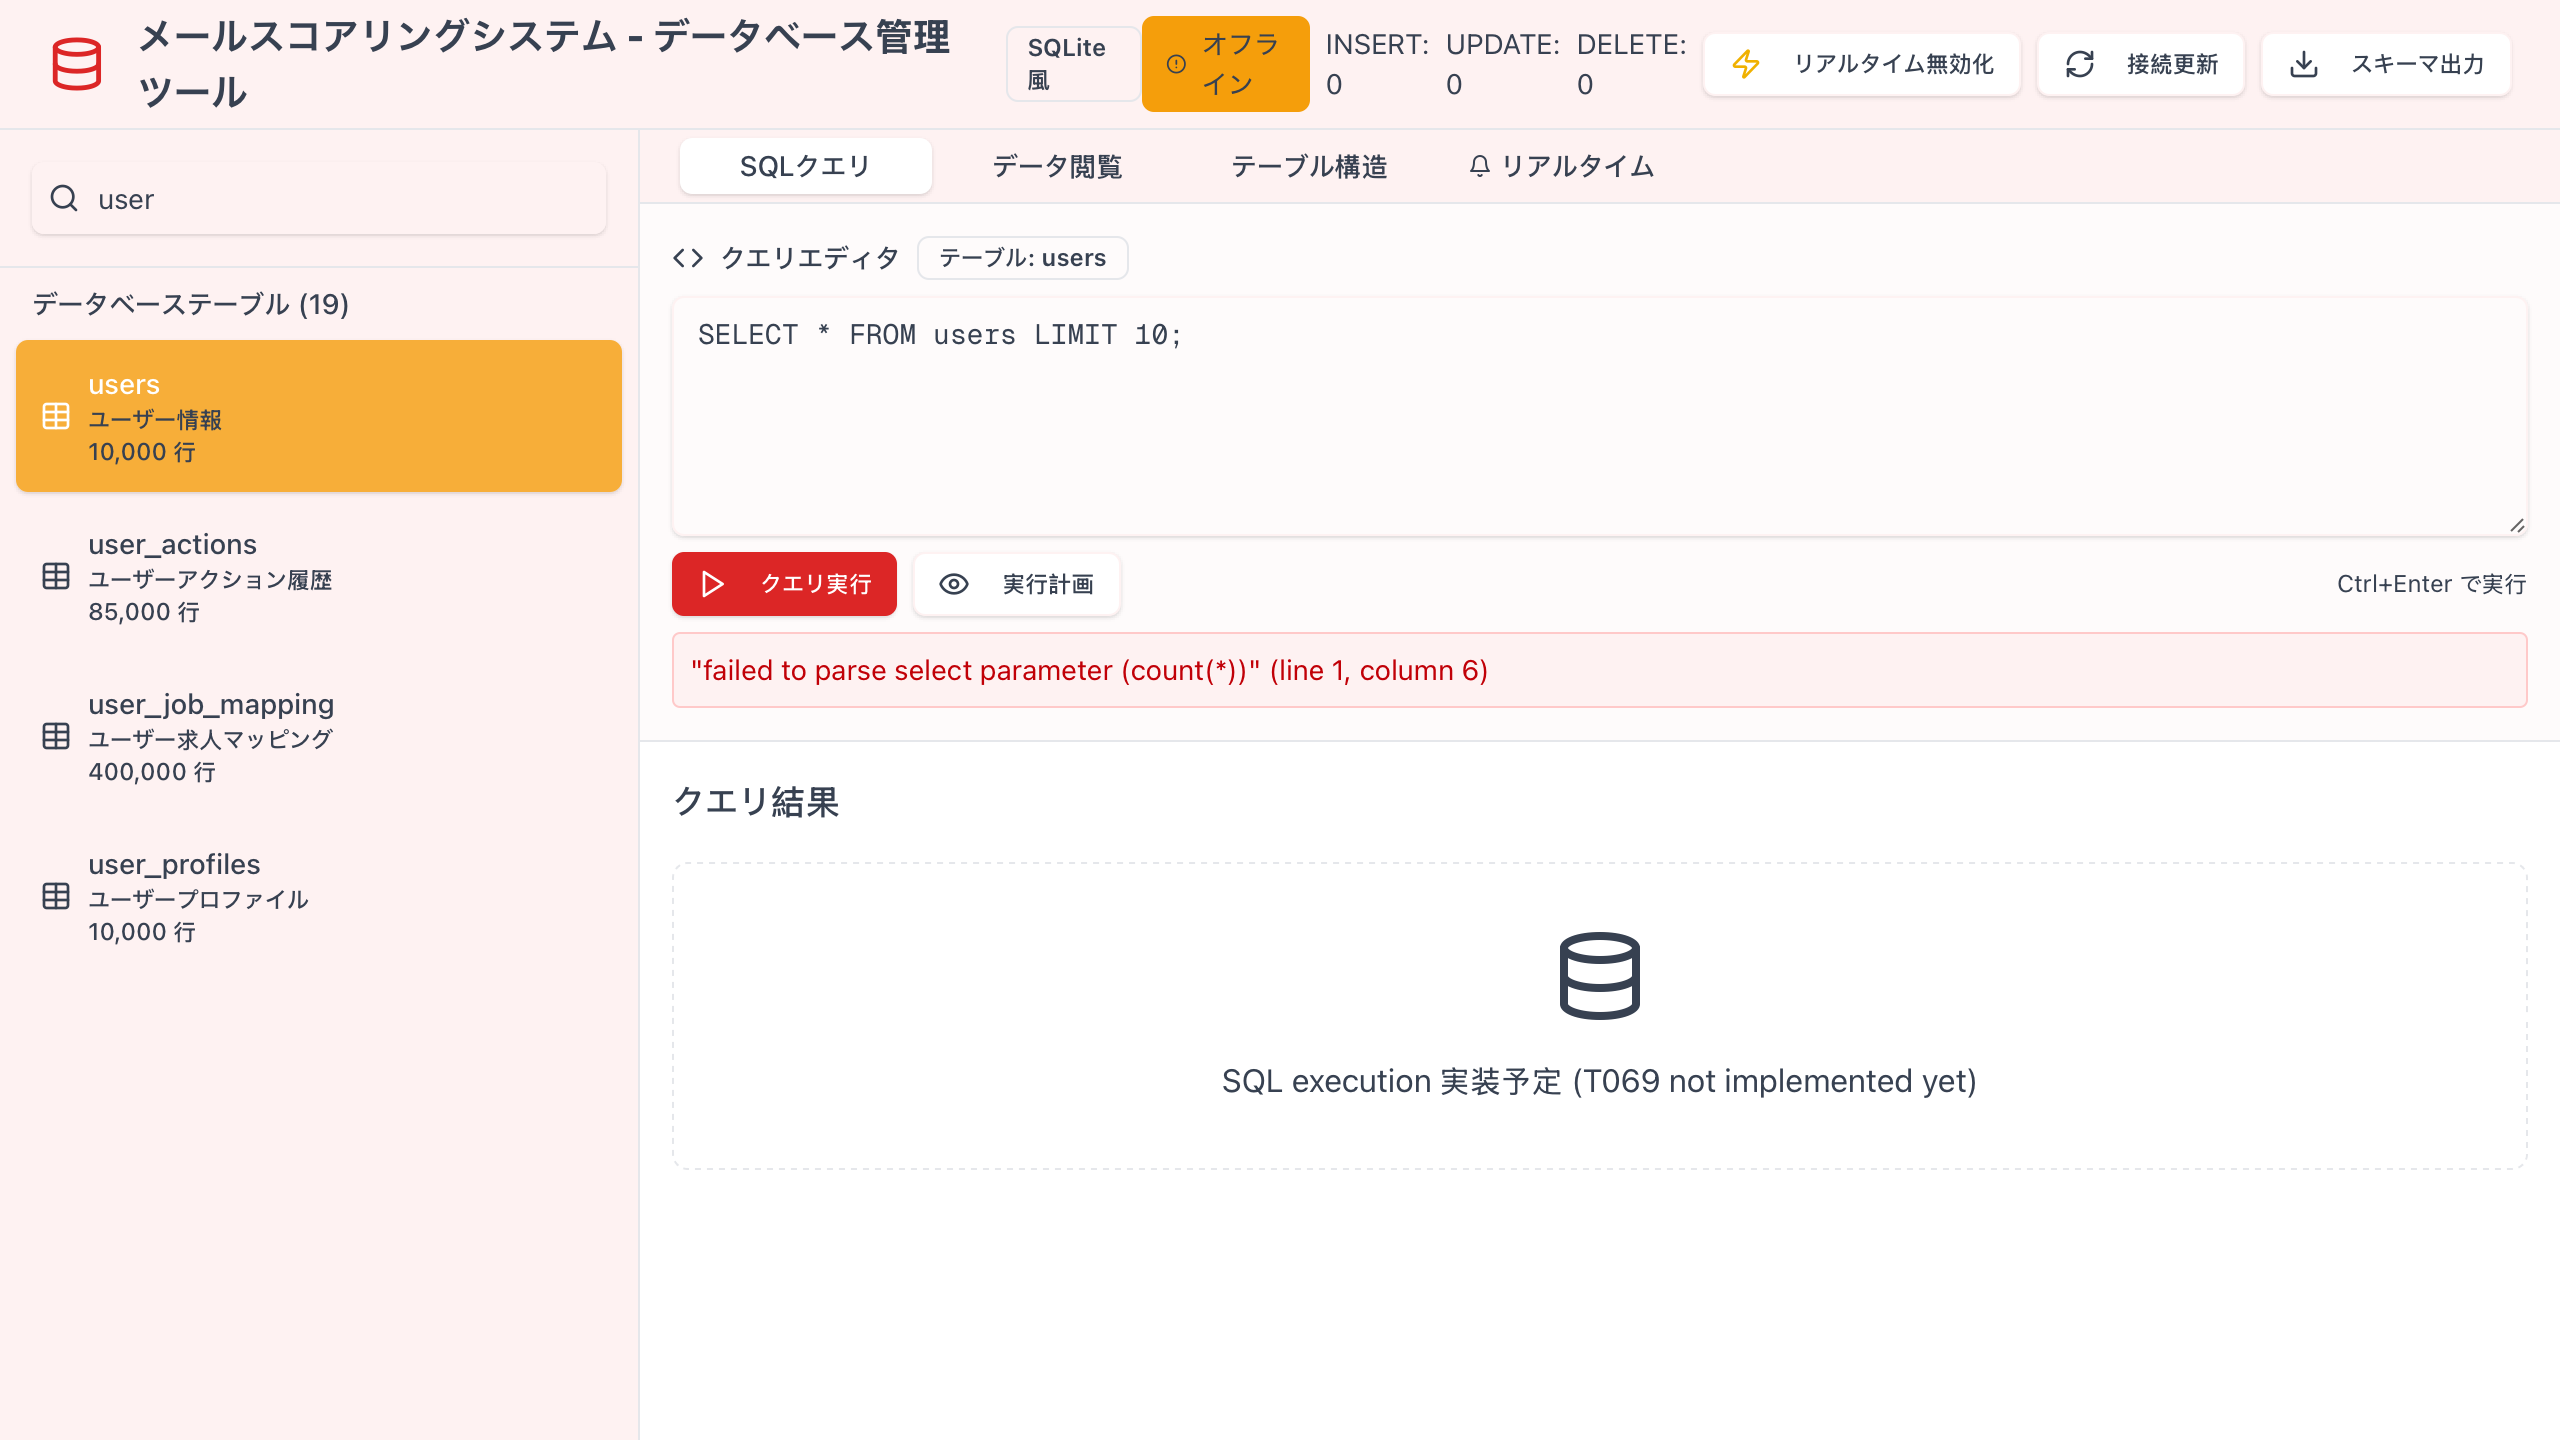 メールスコアリングシステム - データベース管理
ツール
SQLite
風
オフラ
イン
INSERT:
0
UPDATE:
0
DELETE:
0
リアルタイム無効化
接続更新
スキーマ出力
user
データベーステーブル (19)
users
ユーザー情報
10,000 行
user_actions
ユーザーアクション履歴
85,000 行
user_job_mapping
ユーザー求人マッピング
400,000 行
user_profiles
ユーザープロファイル
10,000 行
SQLクエリ
データ閲覧
テーブル構造
リアルタイム
クエリエディタ
テーブル: users
SELECT * FROM users LIMIT 10;
クエリ実行
実行計画
Ctrl+Enter で実行
"failed to parse select parameter (count(*))" (line 1, column 6)
クエリ結果
SQL execution 実装予定 (T069 not implemented yet)